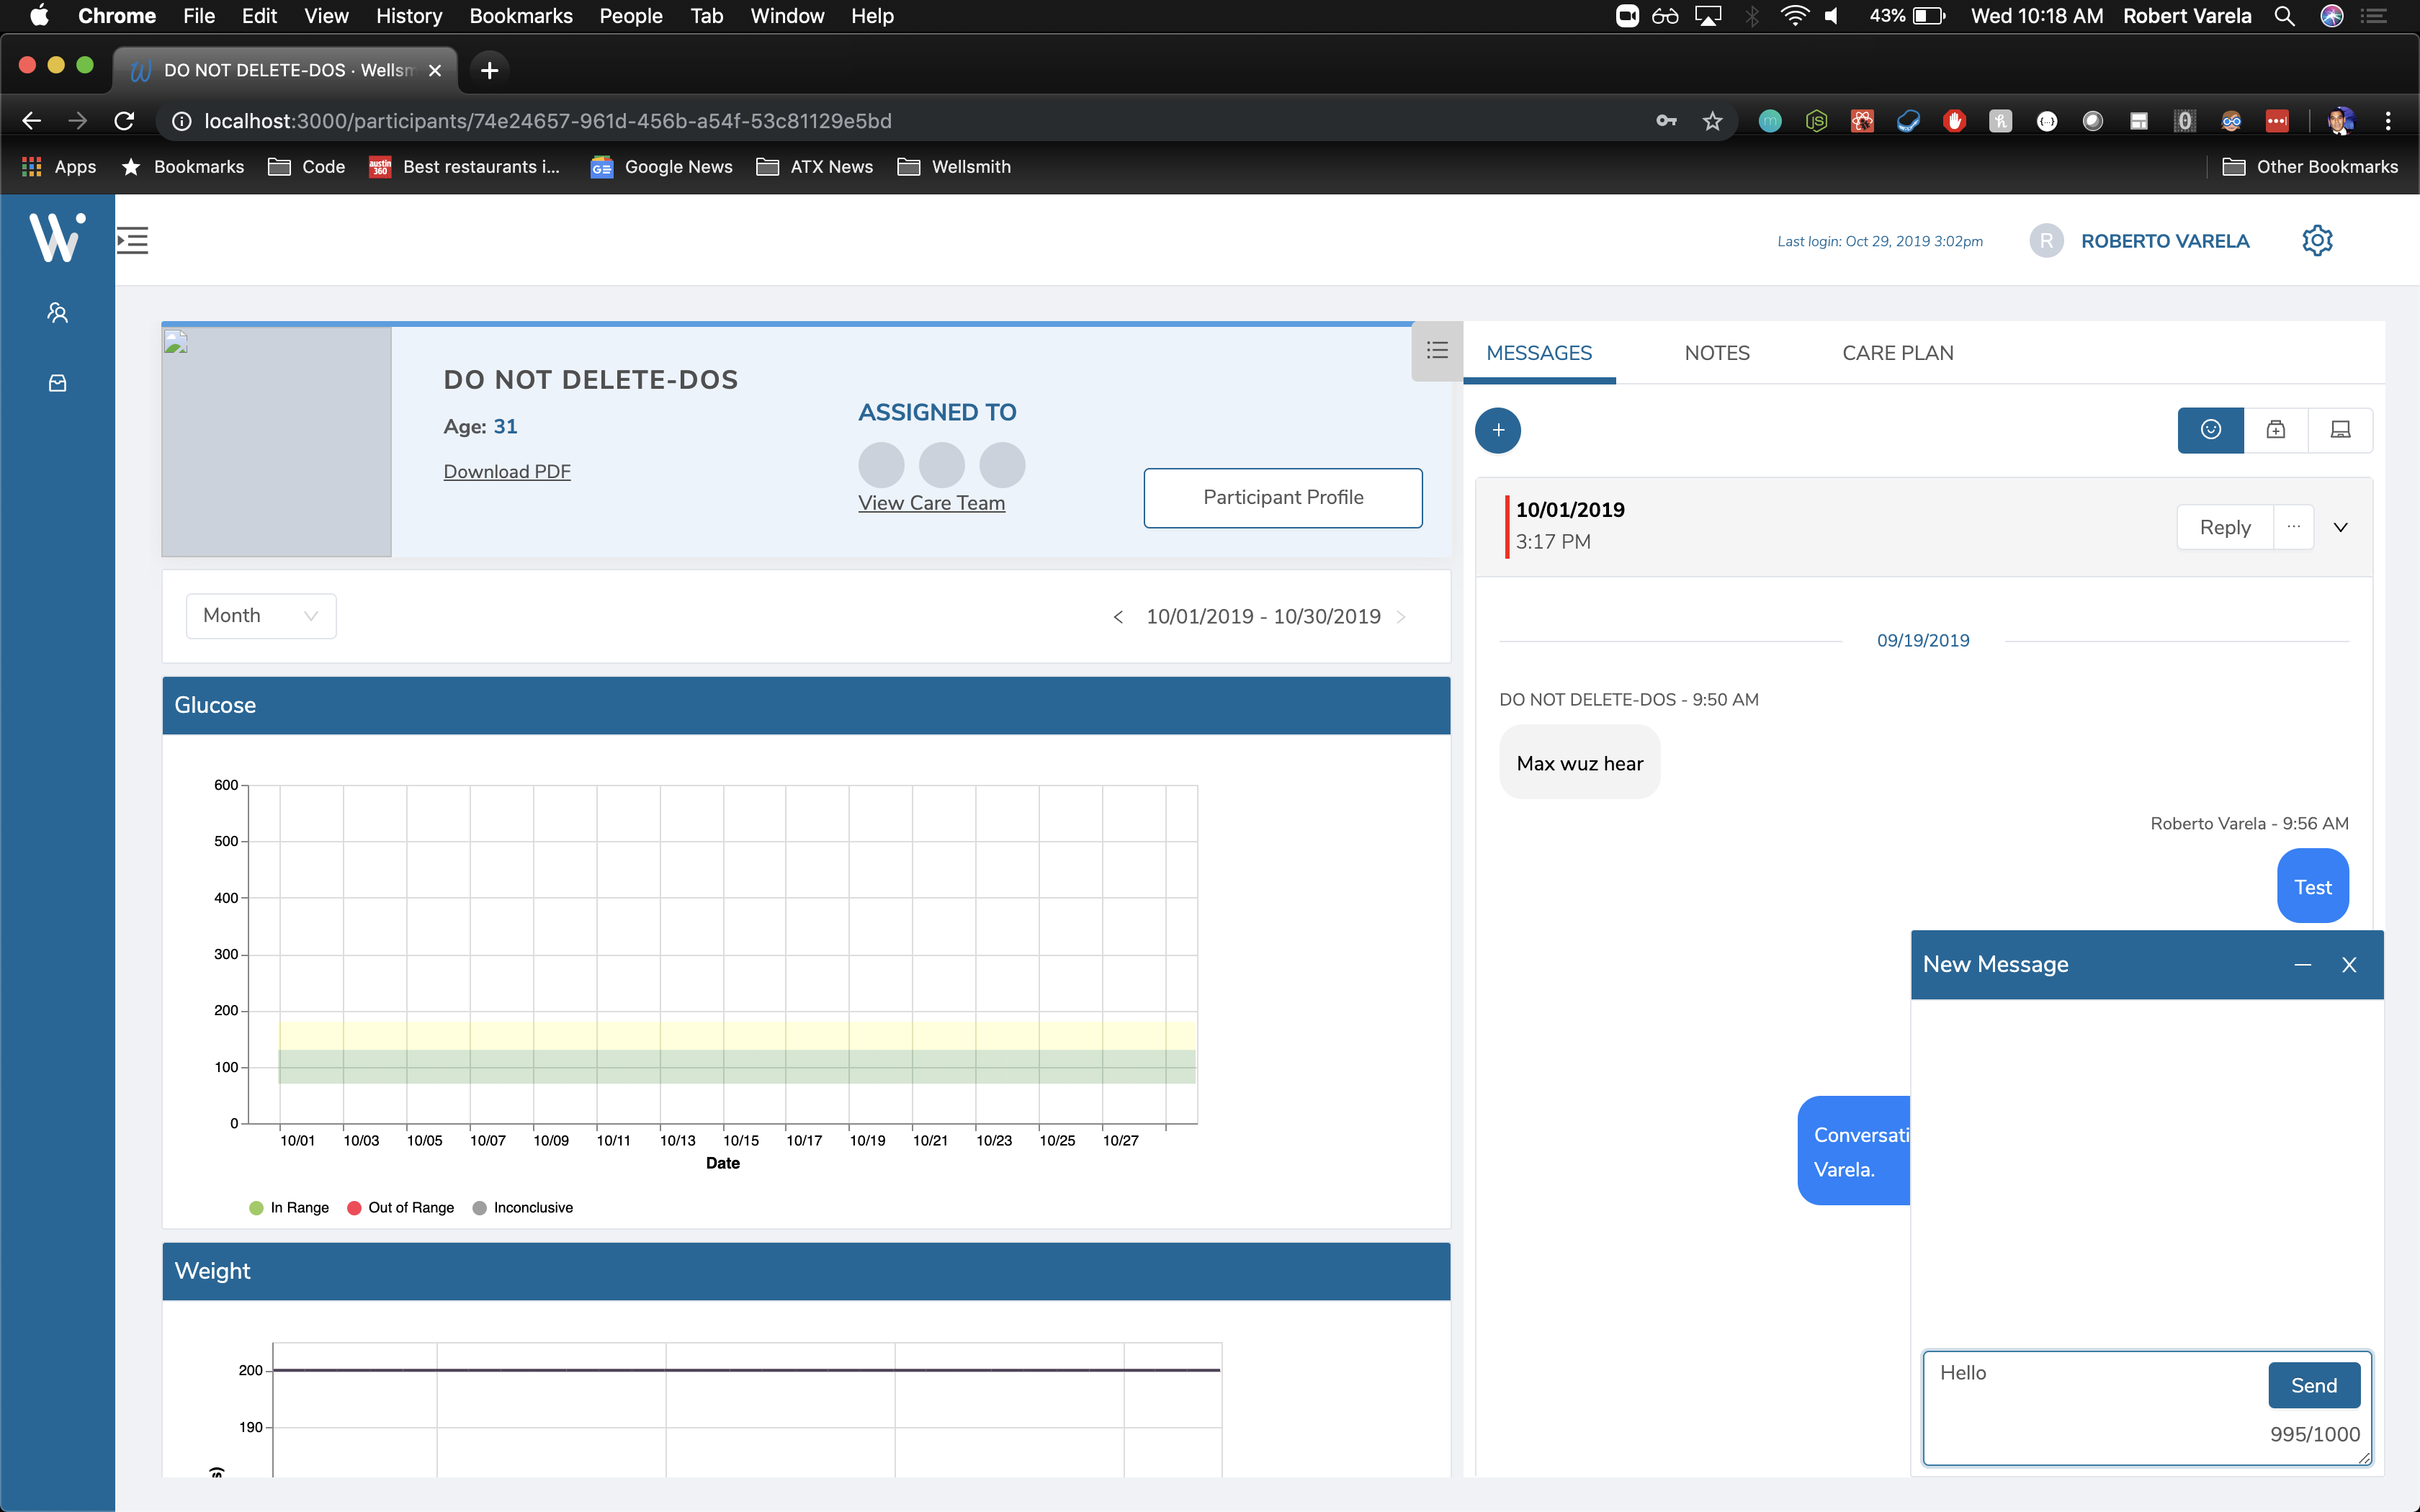 Chrome File Edit View History Bookmarks People Tab Window Help 43% Wed 10:18 AM Robert Varela
DO NOT DELETE-DOS · Wellsm
localhost:3000/participants/74e24657-961d-456b-a54f-53c81129e5bd
Apps Bookmarks Code Best restaurants i... Google News ATX News Wellsmith Other Bookmarks
Last login: Oct 29, 2019 3:02pm R ROBERTO VARELA
DO NOT DELETE-DOS
Age: 31
Download PDF
ASSIGNED TO
View Care Team
Participant Profile
Month
10/01/2019 - 10/30/2019
Glucose
600
500
400
300
200
100
0
10/01 10/03 10/05 10/07 10/09 10/11 10/13 10/15 10/17 10/19 10/21 10/23 10/25 10/27
Date
In Range Out of Range Inconclusive
Weight
200
190
s)
MESSAGES NOTES CARE PLAN
10/01/2019
3:17 PM
Reply ...
09/19/2019
DO NOT DELETE-DOS - 9:50 AM
Max wuz hear
Roberto Varela - 9:56 AM
Test
Conversati
Varela.
New Message
Hello
Send
995/1000